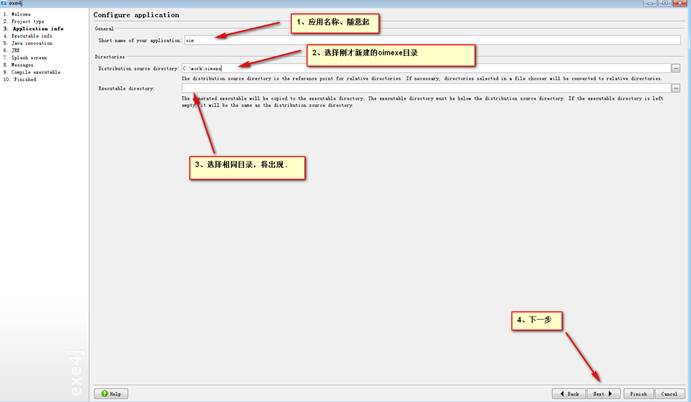 exe4j
1. Welcome
2. Project type
3. Application info
4. Executable info
5. Java invocation
6. JRE
7. Splash screen
8. Messages
9. Compile executable
10. Finished
exe4j
Configure application
General
1、应用名称、随意起
Short name of your application:
oim
2、选择刚才新建的oimexe目录
Directories
Distribution source directory: C:\work\oimexe
The distribution source directory is the reference point for relative directories. If necessary, directories selected in a file chooser will be converted to relative directories.
Executable directory: .
The generated executable will be copied to the executable directory. The executable directory must be below the distribution source directory. If the executable directory is left
empty, it will be the same as the distribution source directory.
3、选择相同目录，将出现 .
4、下一步
Help
Back
Next
Finish
Cancel